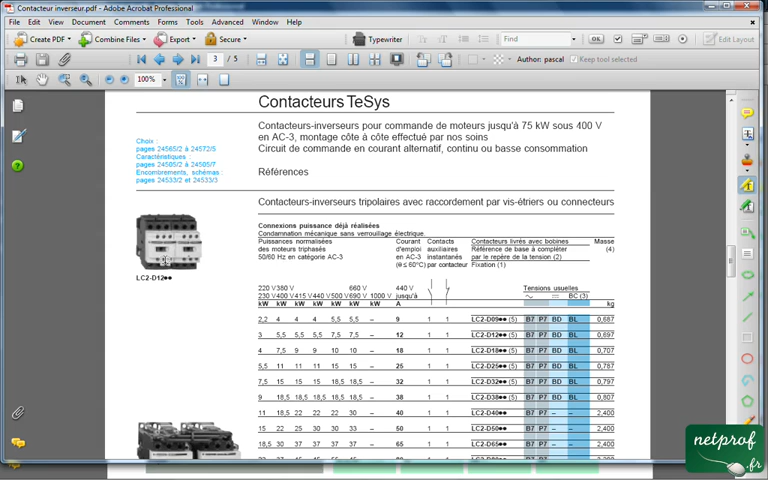 Contacteur inverseur.pdf - Adobe Acrobat Professional
File Edit View Document Comments Forms Tools Advanced Window Help
Create PDF Combine Files Export Secure Typewriter Find OK Edit Layout
3 / 5 Author: pascal Keep tool selected
100%
Contacteurs TeSys
Contacteurs-inverseurs pour commande de moteurs jusqu'à 75 kW sous 400 V
en AC-3, montage côte à côte effectué par nos soins
Circuit de commande en courant alternatif, continu ou basse consommation
Choix :
pages 24565/2 à 24572/5
Caractéristiques :
pages 24505/2 à 24505/7
Encombrements, schémas :
pages 24533/2 et 24533/3
Références
Contacteurs-inverseurs tripolaires avec raccordement par vis-étriers ou connecteurs
LC2-D12●●
Connexions puissance déjà réalisées
Condamnation mécanique sans verrouillage électrique.
Puissances normalisées Courant Contacts Contacteurs livrés avec bobines Masse
des moteurs triphasés d'emploi auxiliaires Référence de base à compléter (4)
50/60 Hz en catégorie AC-3 en AC-3 instantanés par le repère de la tension (2)
(θ ≤ 60°C) par contacteur Fixation (1)
220 V 380 V 660 V 440 V Tensions usuelles
230 V 400 V 415 V 440 V 500 V 690 V 1000 V jusqu'à ~ BC (3)
kW kW kW kW kW kW kW A kg
2,2 4 4 4 5,5 5,5 – 9 1 1 LC2-D09●● (5) B7 P7 BD BL 0,687
3 5,5 5,5 5,5 7,5 7,5 – 12 1 1 LC2-D12●● (5) B7 P7 BD BL 0,697
4 7,5 9 9 10 10 – 18 1 1 LC2-D18●● (5) B7 P7 BD BL 0,707
5,5 11 11 11 15 15 – 25 1 1 LC2-D25●● (5) B7 P7 BD BL 0,787
7,5 15 15 15 18,5 18,5 – 32 1 1 LC2-D32●● (5) B7 P7 BD BL 0,797
9 18,5 18,5 18,5 18,5 18,5 – 38 1 1 LC2-D38●● (5) B7 P7 BD BL 0,807
11 18,5 22 22 22 30 – 40 1 1 LC2-D40●● B7 P7 – – 2,400
15 22 25 30 30 33 – 50 1 1 LC2-D50●● B7 P7 – – 2,400
18,5 30 37 37 37 37 – 65 1 1 LC2-D65●● B7 P7 – – 2,400
netprof
.fr